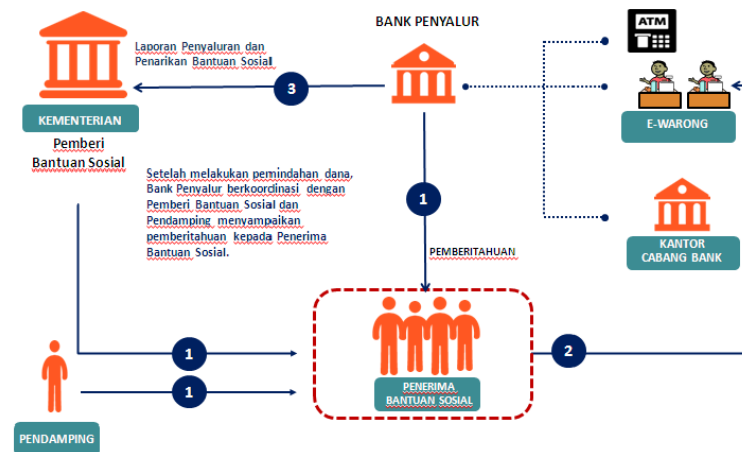 BANK PENYALUR
ATM
Laporan Penyaluran dan
Penarikan Bantuan Sosial
3
KEMENTERIAN
Pemberi
Bantuan Sosial
E-WARONG
Setelah melakukan pemindahan dana,
Bank Penyalur berkoordinasi dengan
Pemberi Bantuan Sosial dan
Pendamping menyampaikan
pemberitahuan kepada Penerima
Bantuan Sosial.
1
PEMBERITAHUAN
KANTOR
CABANG BANK
1
2
1
PENERIMA
BANTUAN SOSIAL
PENDAMPING